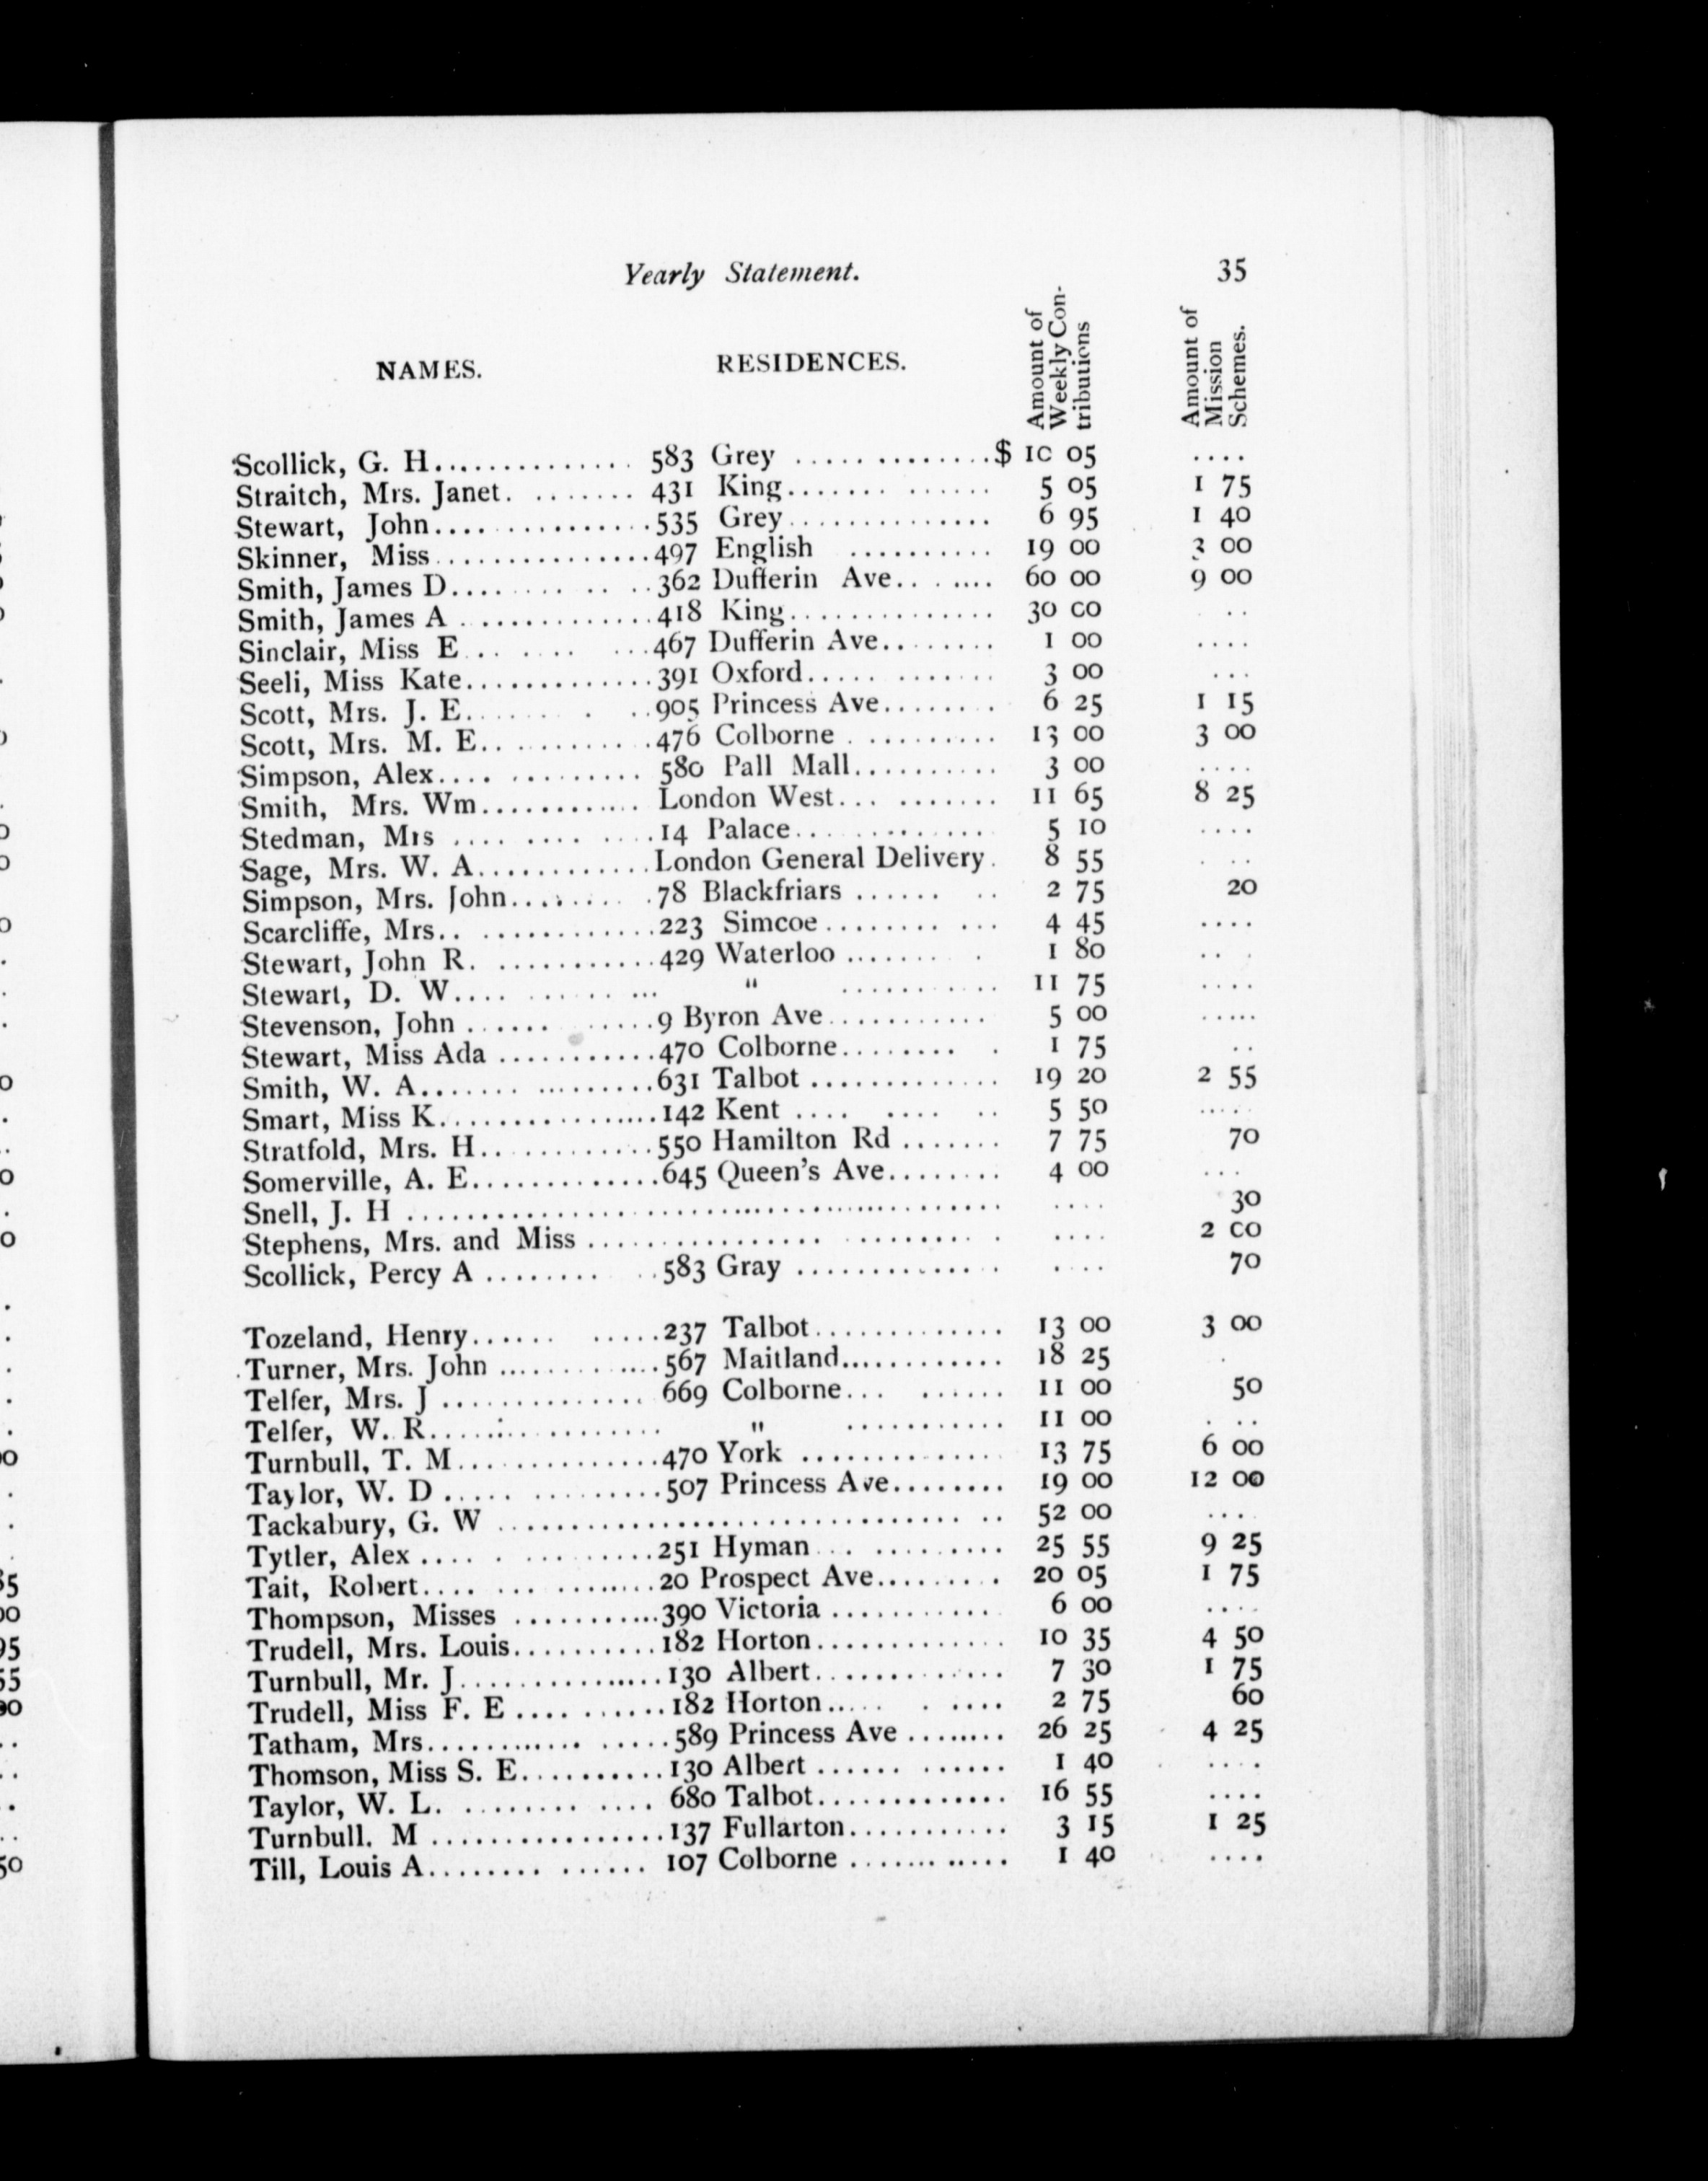 Yearly Statement. 35
NAMES. RESIDENCES. Amount of Weekly Con-tributions Amount of Mission Schemes.
Scollick, G. H.............. 583 Grey ..............$ 10 05 ....
Straitch, Mrs. Janet. ....... 431 King....... ...... 5 05 1 75
Stewart, John...............535 Grey.............. 6 95 1 40
Skinner, Miss...............497 English .......... 19 00 3 00
Smith, James D........ .. ..362 Dufferin Ave.. ..... 60 00 9 00
Smith, James A .............418 King.............. 30 00 ..
Sinclair, Miss E... .... ...467 Dufferin Ave........ 1 00 ....
Seeli, Miss Kate.............391 Oxford..... ....... 3 00 ...
Scott, Mrs. J. E....... . ..905 Princess Ave........ 6 25 1 15
Scott, Mrs. M. E.. .........476 Colborne . ......... 13 00 3 00
Simpson, Alex.... ......... 580 Pall Mall.......... 3 00 ....
Smith, Mrs. Wm............ London West... ....... 11 65 8 25
Stedman, Mrs .... .... ....14 Palace............. 5 10 ....
Sage, Mrs. W. A............London General Delivery. 8 55 . ..
Simpson, Mrs. John........ .78 Blackfriars ...... .. 2 75 20
Scarcliffe, Mrs.. ............223 Simcoe........ ... 4 45 ....
Stewart, John R. ...........429 Waterloo ......... . 1 80 .. .
Stewart, D. W.... ...... ... " ........... 11 75 ....
Stevenson, John ...... ......9 Byron Ave........... 5 00 .....
Stewart, Miss Ada ...........470 Colborne........ . 1 75 ..
Smith, W. A....... .........631 Talbot ............. 19 20 2 55
Smart, Miss K...............142 Kent .... .... .. 5 50 .....
Stratfold, Mrs. H............550 Hamilton Rd ....... 7 75 70
Somerville, A. E.............645 Queen's Ave........ 4 00 ...
Snell, J. H ........................................ .... 30
Stephens, Mrs. and Miss ................ .......... . .... 2 00
Scollick, Percy A ........ ..583 Gray .............. .... 70
Tozeland, Henry...... .....237 Talbot............. 13 00 3 00
Turner, Mrs. John ...........567 Maitland............ 18 25 .
Telfer, Mrs. J .............. 669 Colborne... ...... 11 00 50
Telfer, W. R................ " ........... 11 00 . ..
Turnbull, T. M..............470 York .............. 13 75 6 00
Taylor, W. D ..... .........507 Princess Ave........ 19 00 12 00
Tackabury, G. W ............................... .. 52 00 ....
Tytler, Alex .... . .........251 Hyman... ......... 25 55 9 25
Tait, Robert.... ... .......20 Prospect Ave......... 20 05 1 75
Thompson, Misses ...........390 Victoria ............ 6 00 ....
Trudell, Mrs. Louis..........182 Horton............. 10 35 4 50
Turnbull, Mr. J..............130 Albert............. 7 30 1 75
Trudell, Miss F. E .... ......182 Horton..... . .... 2 75 60
Tatham, Mrs............ .....589 Princess Ave ........ 26 25 4 25
Thomson, Miss S. E..........130 Albert ...... ...... 1 40 ....
Taylor, W. L. ........ .... 680 Talbot.............. 16 55 ....
Turnbull. M ................137 Fullarton........... 3 15 1 25
Till, Louis A........ ...... 107 Colborne ....... ..... 1 40 ....